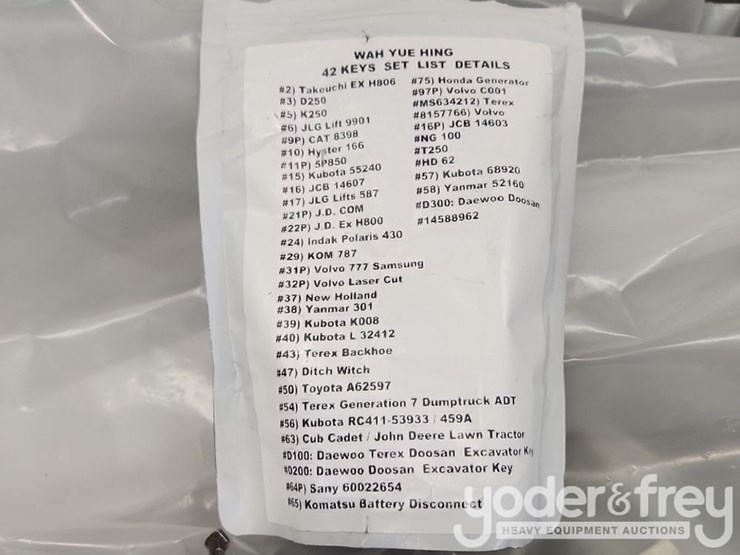 WAH YUE HING
42 KEYS SET LIST DETAILS
#2) Takeuchi EX H806
#3) D250
#5) K250
#6) JLG Lift 9901
#9P) CAT 8398
#10) Hyster 166
#11P) 5P850
#15) Kubota 55240
#16) JCB 14607
#17) JLG Lifts 587
#21P) J.D. COM
#22P) J.D. Ex H800
#24) Indak Polaris 430
#29) KOM 787
#31P) Volvo 777 Samsung
#32P) Volvo Laser Cut
#37) New Holland
#38) Yanmar 301
#39) Kubota K008
#40) Kubota L 32412
#43) Terex Backhoe
#47) Ditch Witch
#50) Toyota A62597
#54) Terex Generation 7 Dumptruck ADT
#56) Kubota RC411-53933 / 459A
#63) Cub Cadet / John Deere Lawn Tractor
#D100: Daewoo Terex Doosan Excavator Key
#D200: Daewoo Doosan Excavator Key
#64P) Sany 60022654
#65) Komatsu Battery Disconnect
#75) Honda Generator
#97P) Volvo C001
#MS634212) Terex
#8157766) Volvo
#16P) JCB 14603
#NG 100
#T250
#HD 62
#57) Kubota 68920
#58) Yanmar 52160
#D300: Daewoo Doosan
#14588962
yoder&frey
HEAVY EQUIPMENT AUCTIONS